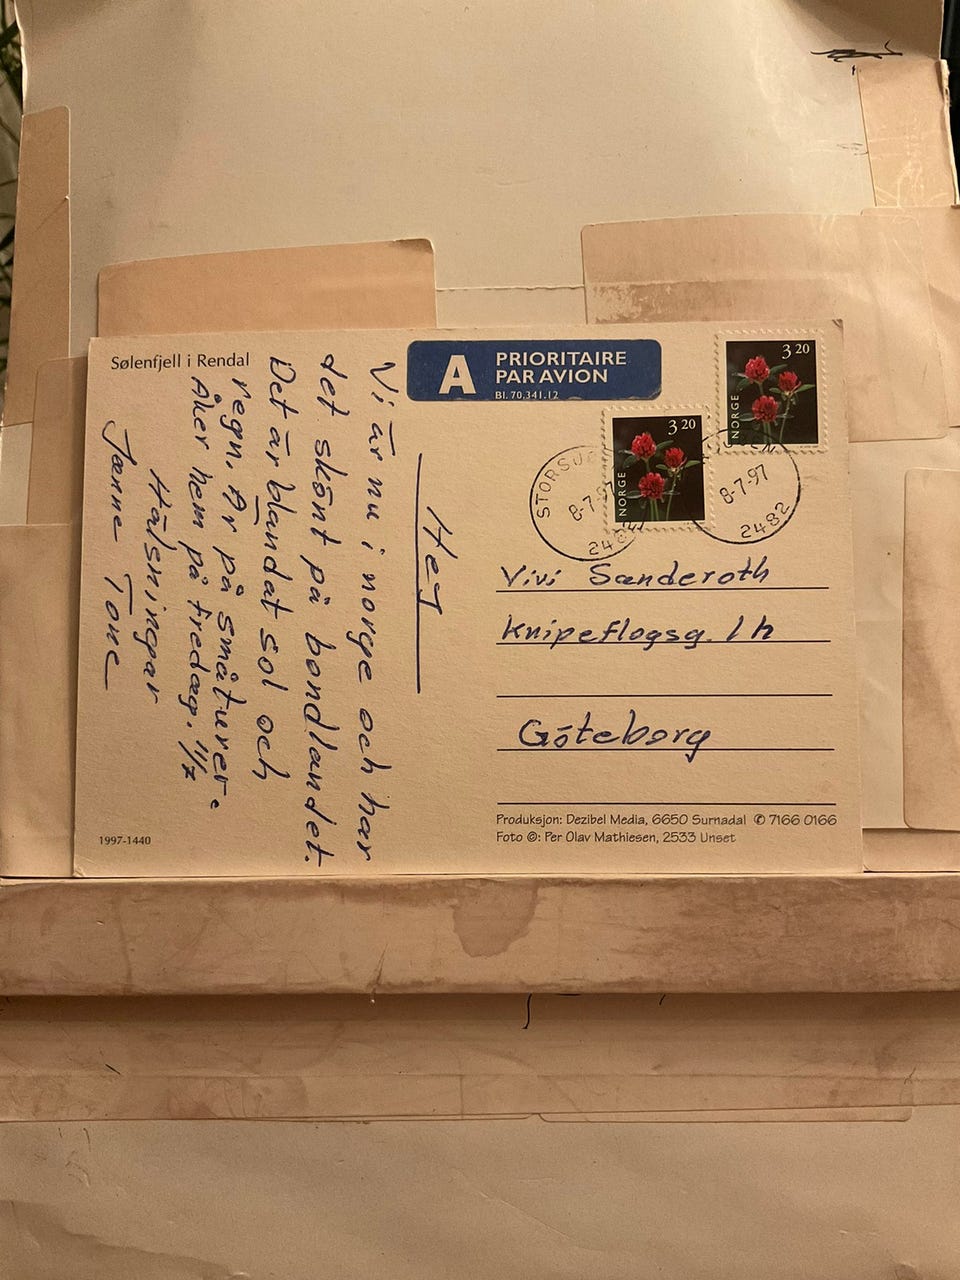 Sølenfjell i Rendal
A PRIORITAIRE
PAR AVION
Bl. 70.341.12
3 20
NORGE
3 20
NORGE
8-7-97
8-7-97
2482
Hej
Vi är nu i norge och har
det skönt på bondlandet.
Det är blandat sol och
regn. Är på småturer.
Åker hem på fredag. 11/7
Hälsningar
Janne Tone
Vivi Sanderoth
Knipeflogsg. 1 h
Göteborg
Produksjon: Dezibel Media, 6650 Surnadal ✆ 7166 0166
Foto ©: Per Olav Mathiesen, 2533 Unset
1997-1440